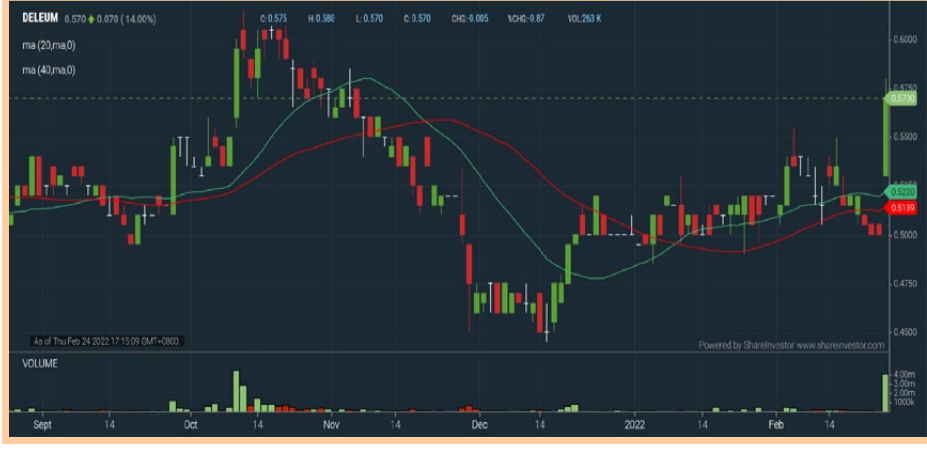 DELEUM 0.570 0.070 ( 14.00%) O: 0.575 H: 0.580 L: 0.570 C: 0.570 CHG:-0.005 %CHG:-0.87 VOL:263 K
ma (20,ma,0)
ma (40,ma,0)
0.6000
0.5750
0.5700
0.5500
0.5220
0.5139
0.5000
0.4750
0.4500
As of Thu Feb 24 2022 17:15:09 GMT+0800.
Powered by ShareInvestor www.shareinvestor.com
VOLUME
4.00m
3.00m
2.00m
1000k
Sept 14 Oct 14 Nov 14 Dec 14 2022 14 Feb 14